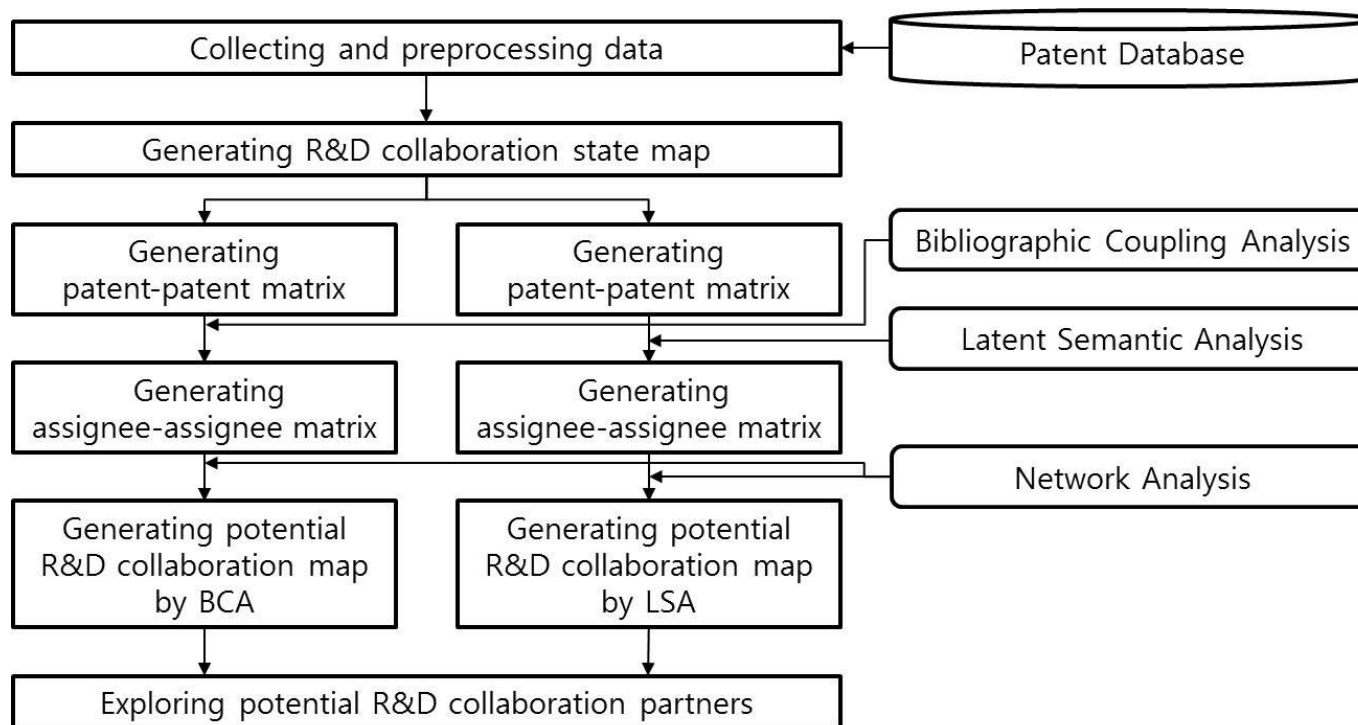 Collecting and preprocessing data
Patent Database
Generating R&D collaboration state map
Generating
patent-patent matrix
Generating
patent-patent matrix
Bibliographic Coupling Analysis
Latent Semantic Analysis
Generating
assignee-assignee matrix
Generating
assignee-assignee matrix
Network Analysis
Generating potential
R&D collaboration map
by BCA
Generating potential
R&D collaboration map
by LSA
Exploring potential R&D collaboration partners